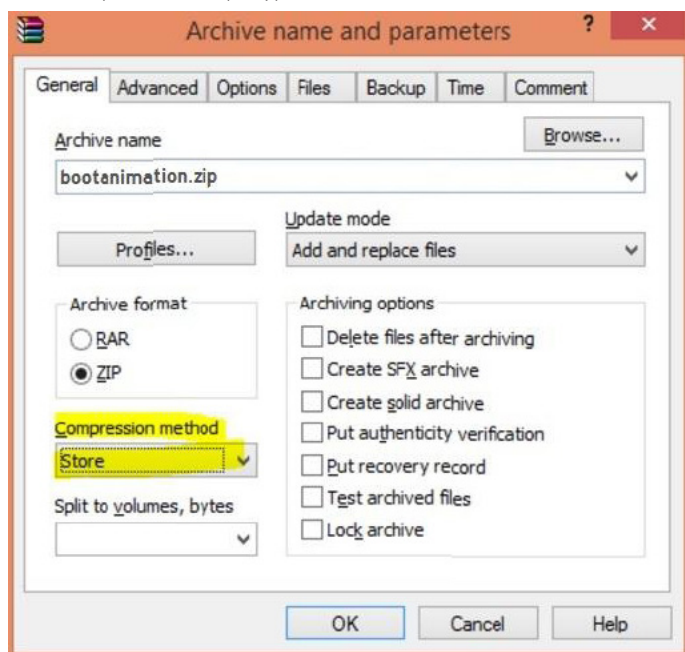 Archive name and parameters ? ×
General Advanced Options Files Backup Time Comment
Archive name
Browse...
bootanimation.zip
Update mode
Profiles...
Add and replace files
Archive format
RAR
ZIP
Compression method
Store
Split to volumes, bytes
Archiving options
Delete files after archiving
Create SFX archive
Create solid archive
Put authenticity verification
Put recovery record
Test archived files
Lock archive
OK Cancel Help